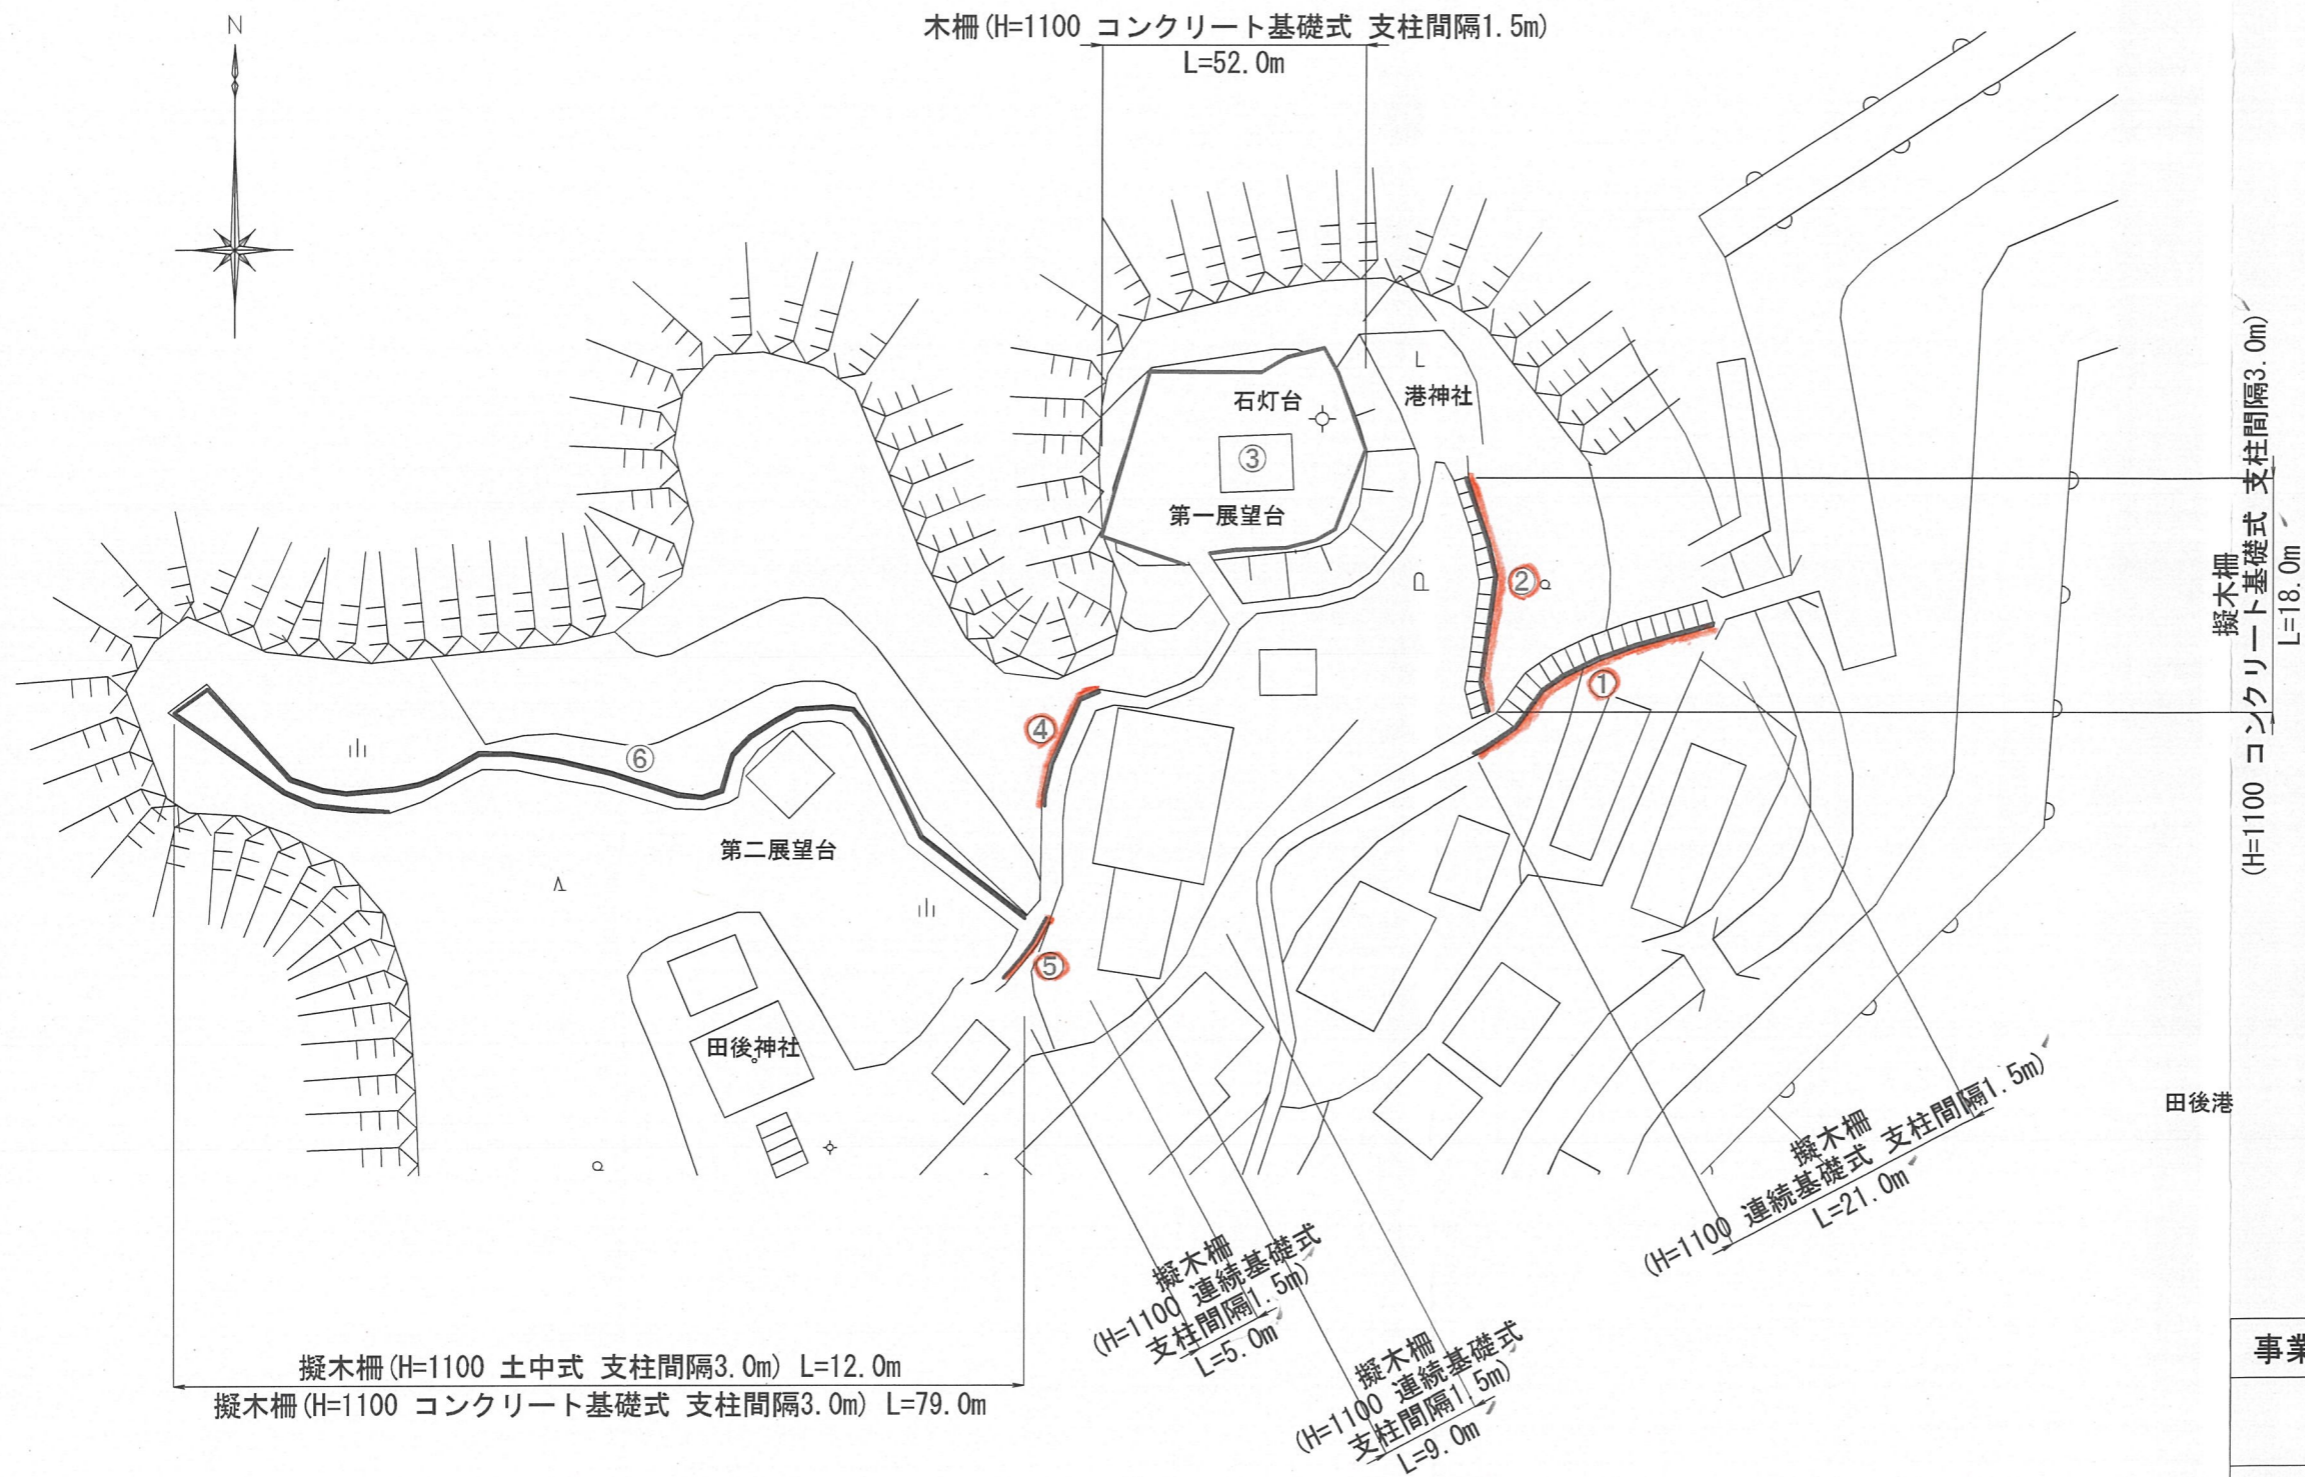 N
木柵(H=1100 コンクリート基礎式 支柱間隔1.5m)
L=52.0m
石灯台
港神社
③
第一展望台
②
①
擬木柵
(H=1100 コンクリート基礎式 支柱間隔3.0m)
L=18.0m
④
⑥
第二展望台
⑤
田後神社
田後港
擬木柵
(H=1100 連続基礎式 支柱間隔1.5m)
L=21.0m
擬木柵
(H=1100 連続基礎式
支柱間隔1.5m)
L=5.0m
擬木柵
(H=1100 連続基礎式
支柱間隔1.5m)
L=9.0m
擬木柵(H=1100 土中式 支柱間隔3.0m) L=12.0m
擬木柵(H=1100 コンクリート基礎式 支柱間隔3.0m) L=79.0m
事業